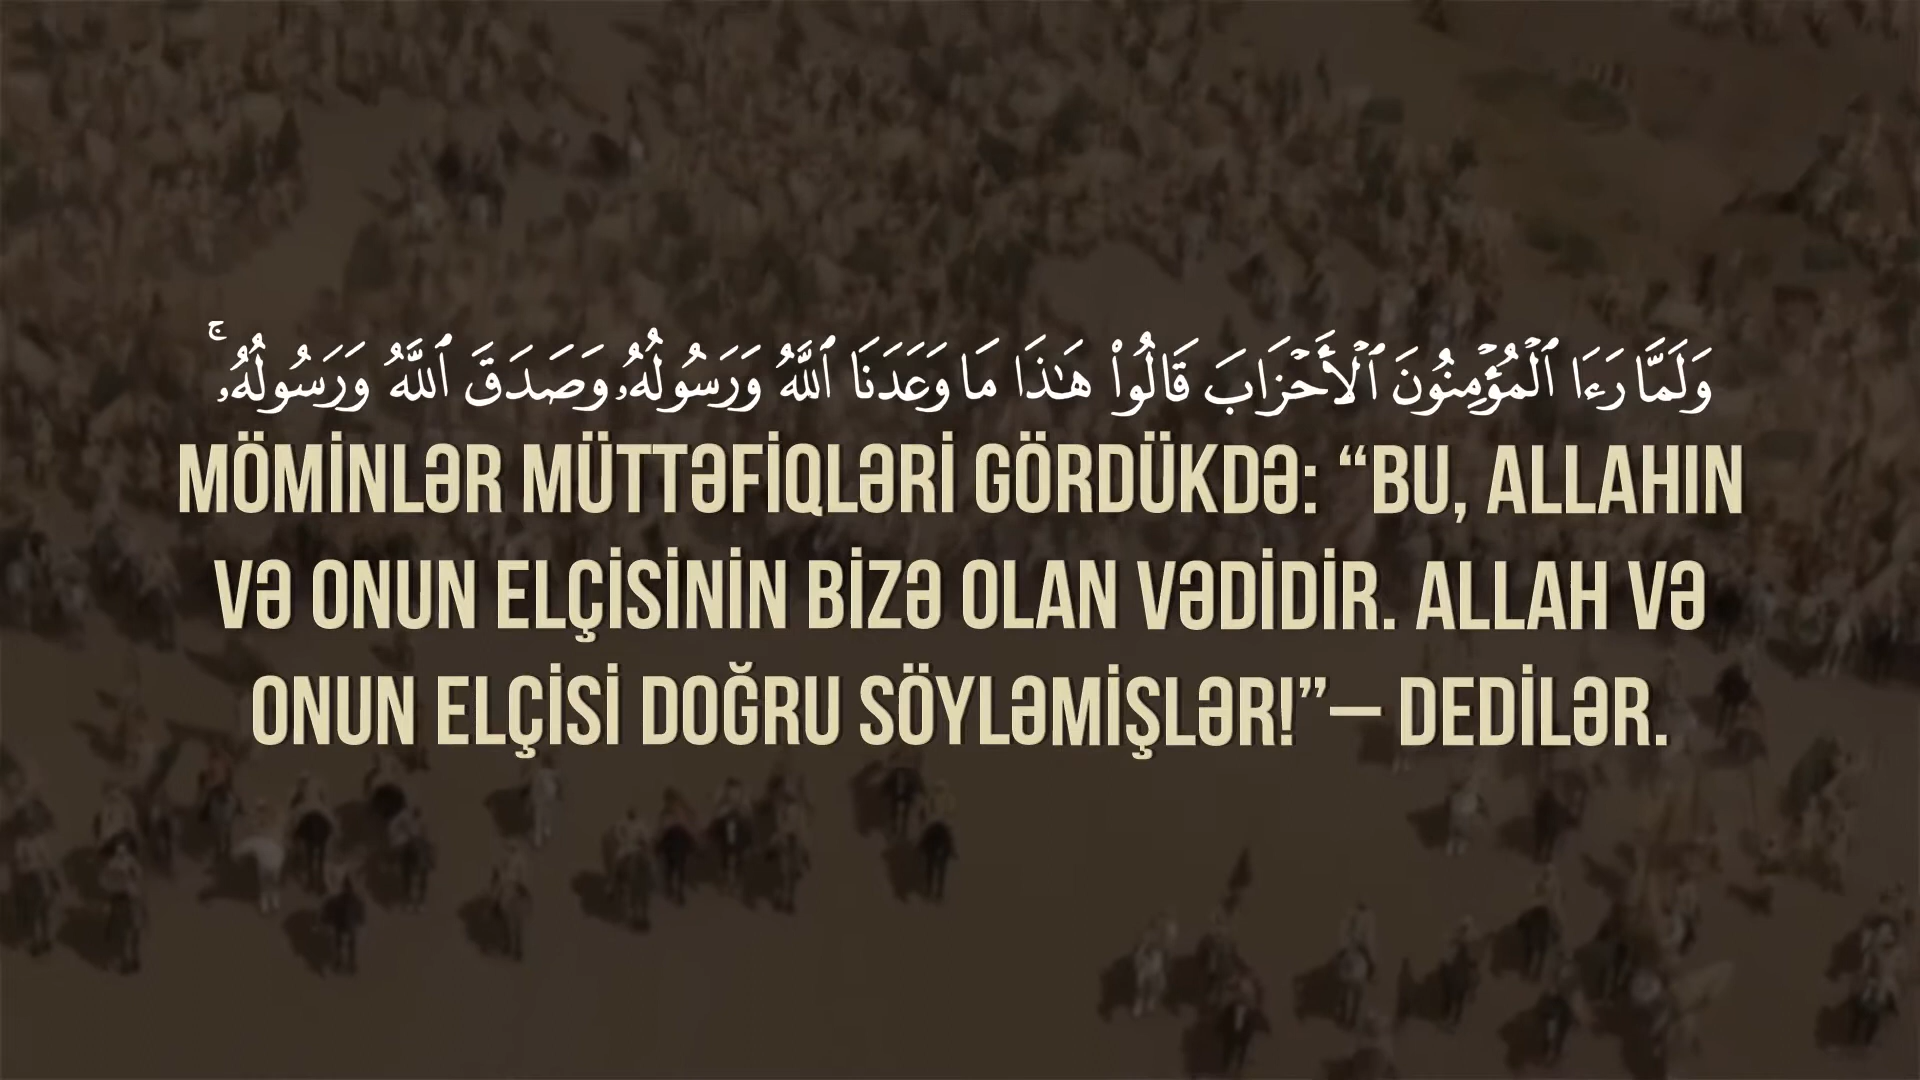 وَلَمَّا رَءَا ٱلْمُؤْمِنُونَ ٱلْأَحْزَابَ قَالُوا۟ هَـٰذَا مَا وَعَدَنَا ٱللَّهُ وَرَسُولُهُۥ وَصَدَقَ ٱللَّهُ وَرَسُولُهُۥ ۚ
MÖMİNLƏR MÜTTƏFİQLƏRİ GÖRDÜKDƏ: “BU, ALLAHIN
VƏ ONUN ELÇİSİNİN BİZƏ OLAN VƏDİDİR. ALLAH VƏ
ONUN ELÇİSİ DOĞRU SÖYLƏMİŞLƏR!”– DEDİLƏR.